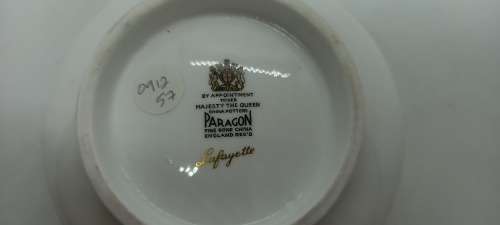 0912
57
BY APPOINTMENT
TO HER
MAJESTY THE QUEEN
CHINA POTTERS
PARAGON
FINE BONE CHINA
ENGLAND REG'D
Lafayette